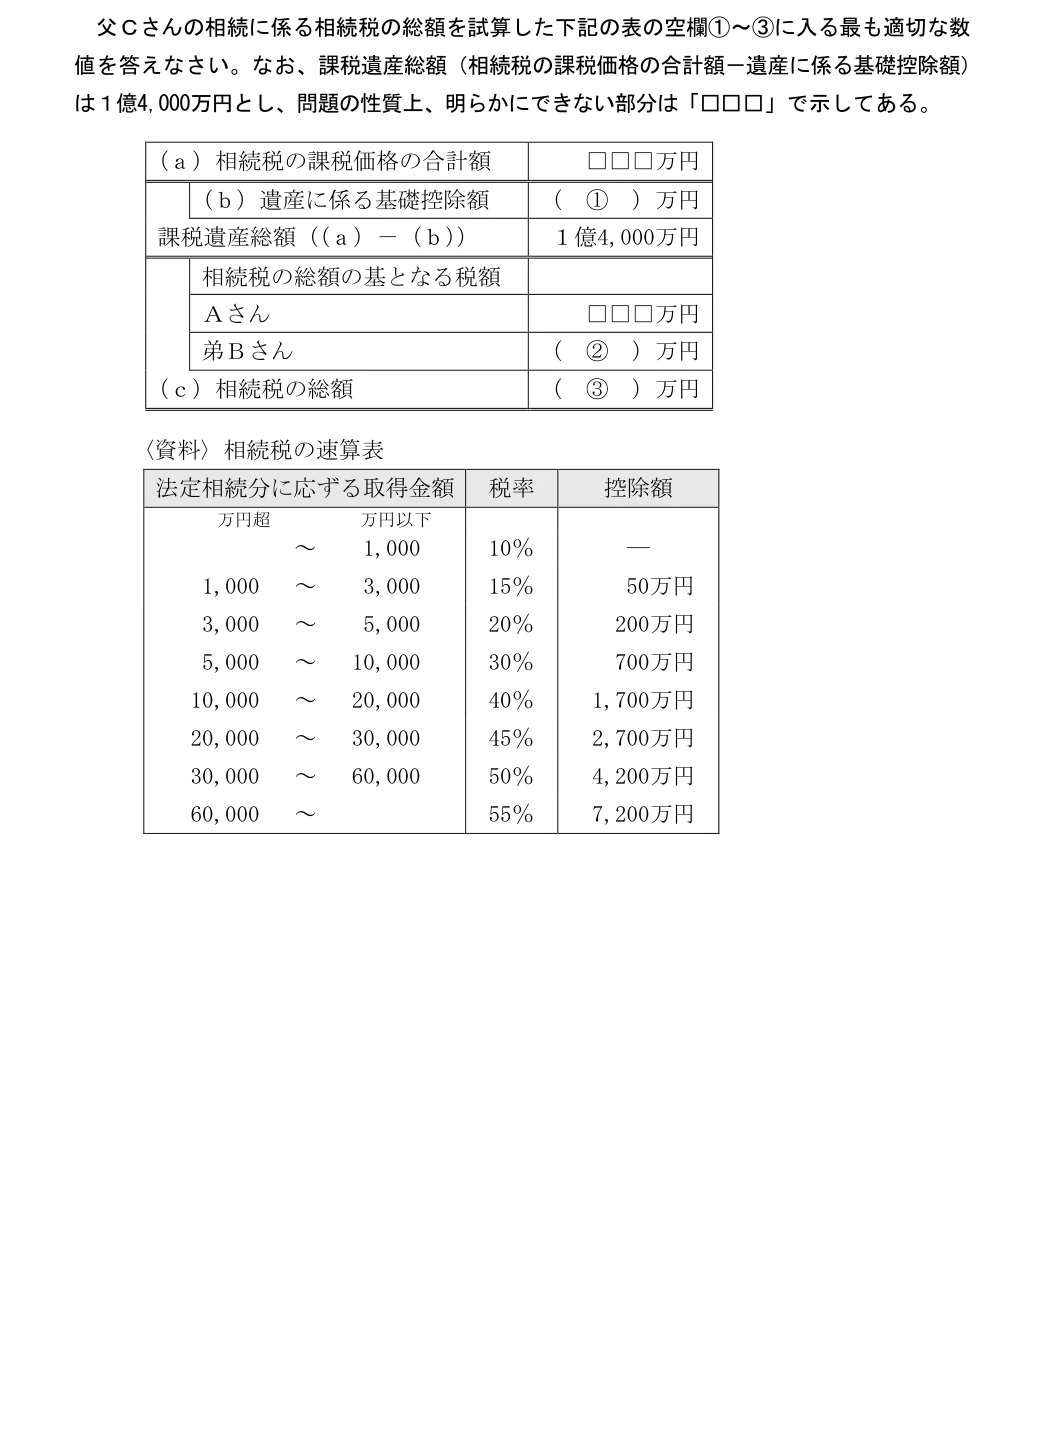 父Ｃさんの相続に係る相続税の総額を試算した下記の表の空欄①～③に入る最も適切な数
値を答えなさい。なお、課税遺産総額（相続税の課税価格の合計額－遺産に係る基礎控除額）
は１億4,000万円とし、問題の性質上、明らかにできない部分は「□□□」で示してある。
（ａ）相続税の課税価格の合計額 □□□万円
（ｂ）遺産に係る基礎控除額 （　①　）万円
課税遺産総額（（ａ）－（ｂ）） １億4,000万円
相続税の総額の基となる税額
Ａさん □□□万円
弟Ｂさん （　②　）万円
（ｃ）相続税の総額 （　③　）万円
〈資料〉相続税の速算表
法定相続分に応ずる取得金額 税率 控除額
万円超 万円以下
～ 1,000 10％ ―
1,000 ～ 3,000 15％ 50万円
3,000 ～ 5,000 20％ 200万円
5,000 ～ 10,000 30％ 700万円
10,000 ～ 20,000 40％ 1,700万円
20,000 ～ 30,000 45％ 2,700万円
30,000 ～ 60,000 50％ 4,200万円
60,000 ～ 55％ 7,200万円